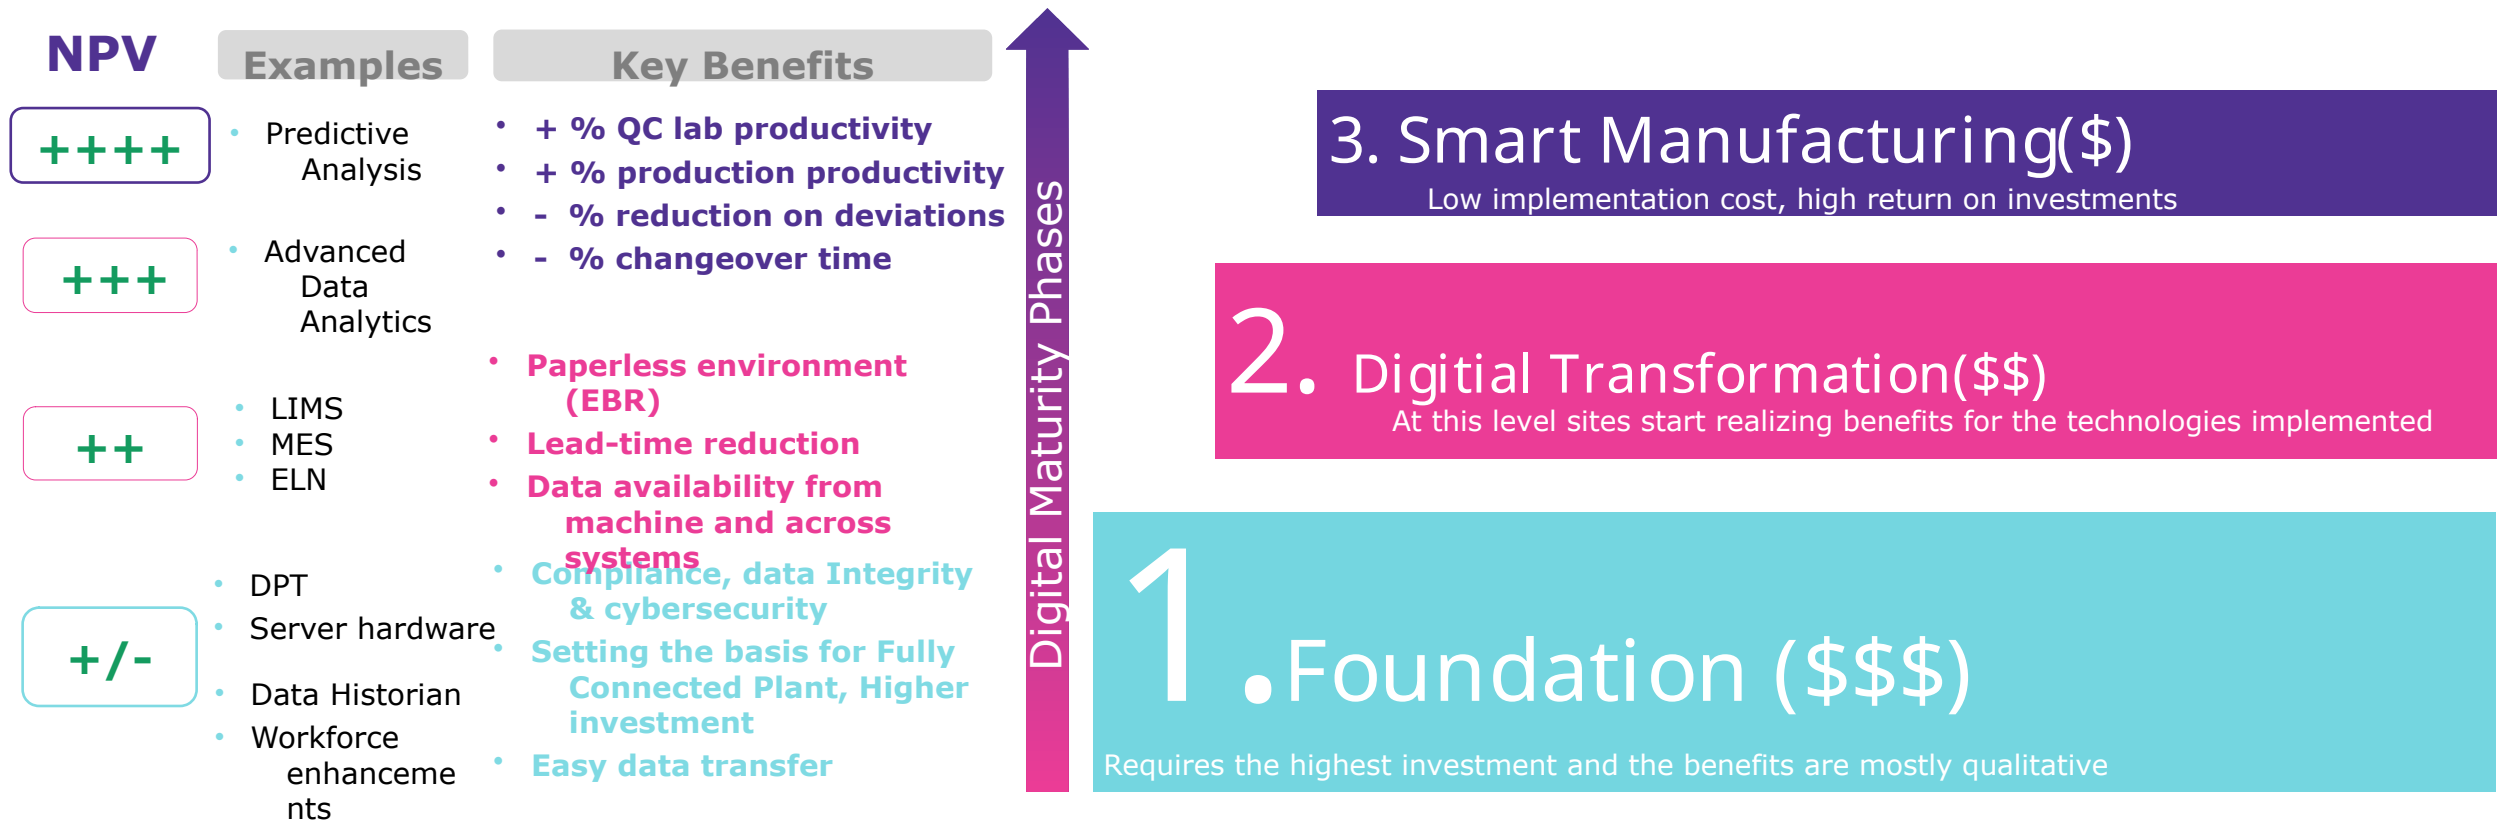 NPV
Examples
Key Benefits
++++
+++
++
+/-
• Predictive
Analysis
• Advanced
Data
Analytics
• LIMS
• MES
• ELN
• DPT
• Server hardware
• Data Historian
• Workforce
enhanceme
nts
• + % QC lab productivity
• + % production productivity
• - % reduction on deviations
• - % changeover time
• Paperless environment
(EBR)
• Lead-time reduction
• Data availability from
machine and across
systems
• Compliance, data Integrity
& cybersecurity
• Setting the basis for Fully
Connected Plant, Higher
investment
• Easy data transfer
Digital Maturity Phases
3. Smart Manufacturing($)
Low implementation cost, high return on investments
2. Digitial Transformation($$)
At this level sites start realizing benefits for the technologies implemented
1.Foundation ($$$)
Requires the highest investment and the benefits are mostly qualitative